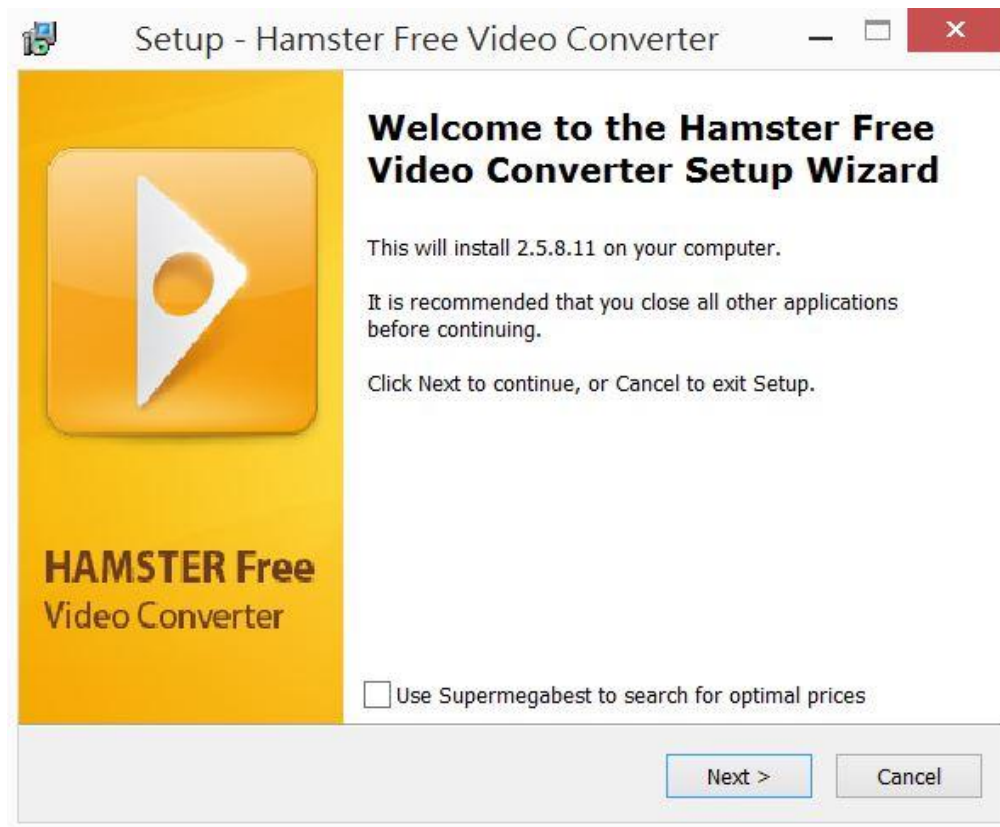 Setup - Hamster Free Video Converter
Welcome to the Hamster Free
Video Converter Setup Wizard
This will install 2.5.8.11 on your computer.
It is recommended that you close all other applications
before continuing.
Click Next to continue, or Cancel to exit Setup.
HAMSTER Free
Video Converter
Use Supermegabest to search for optimal prices
Next >
Cancel